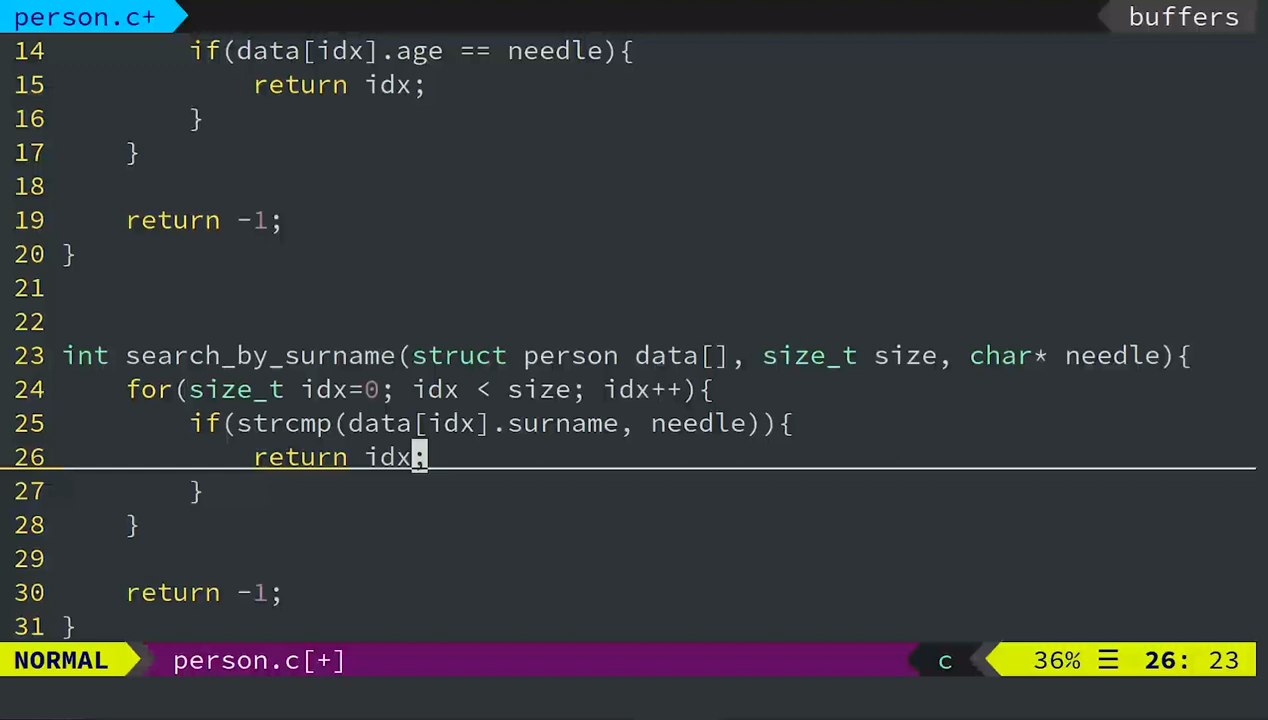 person.c+ buffers
14         if(data[idx].age == needle){
15             return idx;
16         }
17     }
18
19     return -1;
20 }
21
22
23 int search_by_surname(struct person data[], size_t size, char* needle){
24     for(size_t idx=0; idx < size; idx++){
25         if(strcmp(data[idx].surname, needle)){
26             return idx;
27         }
28     }
29
30     return -1;
31 }
NORMAL person.c[+] c 36% ☰ 26: 23